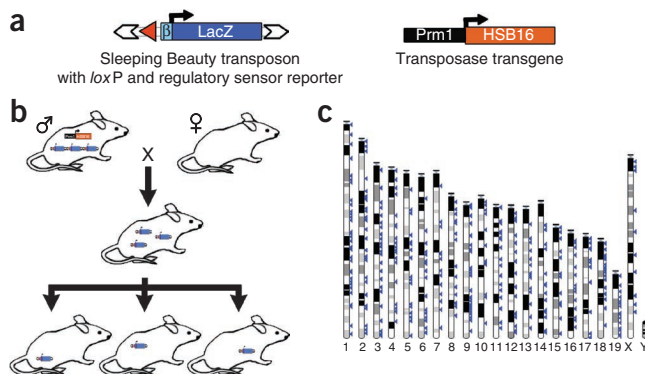 a
β LacZ
Prm1 HSB16
Sleeping Beauty transposon
with loxP and regulatory sensor reporter
Transposase transgene
b
♂
♀
X
c
1 2 3 4 5 6 7 8 9 10 11 12 13 14 15 16 17 18 19 X Y